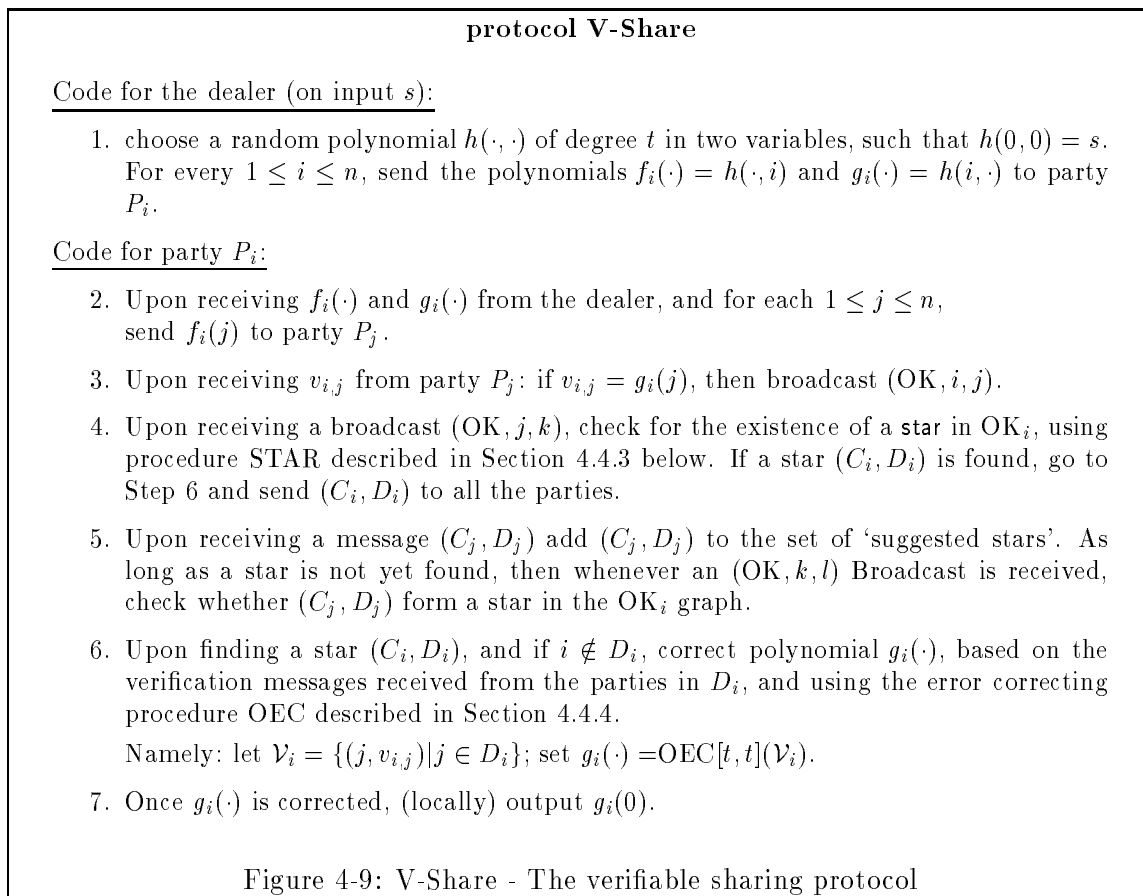 protocol V-Share
Code for the dealer (on input s):
1. choose a random polynomial h(·, ·) of degree t in two variables, such that h(0, 0) = s.
For every 1 ≤ i ≤ n, send the polynomials f_i(·) = h(·, i) and g_i(·) = h(i, ·) to party
P_i.
Code for party P_i:
2. Upon receiving f_i(·) and g_i(·) from the dealer, and for each 1 ≤ j ≤ n,
send f_i(j) to party P_j.
3. Upon receiving v_{i,j} from party P_j: if v_{i,j} = g_i(j), then broadcast (OK, i, j).
4. Upon receiving a broadcast (OK, j, k), check for the existence of a star in OK_i, using
procedure STAR described in Section 4.4.3 below. If a star (C_i, D_i) is found, go to
Step 6 and send (C_i, D_i) to all the parties.
5. Upon receiving a message (C_j, D_j) add (C_j, D_j) to the set of ‘suggested stars’. As
long as a star is not yet found, then whenever an (OK, k, l) Broadcast is received,
check whether (C_j, D_j) form a star in the OK_i graph.
6. Upon finding a star (C_i, D_i), and if i ∉ D_i, correct polynomial g_i(·), based on the
verification messages received from the parties in D_i, and using the error correcting
procedure OEC described in Section 4.4.4.
Namely: let 𝒱_i = {(j, v_{i,j})|j ∈ D_i}; set g_i(·) =OEC[t, t](𝒱_i).
7. Once g_i(·) is corrected, (locally) output g_i(0).
Figure 4-9: V-Share - The verifiable sharing protocol